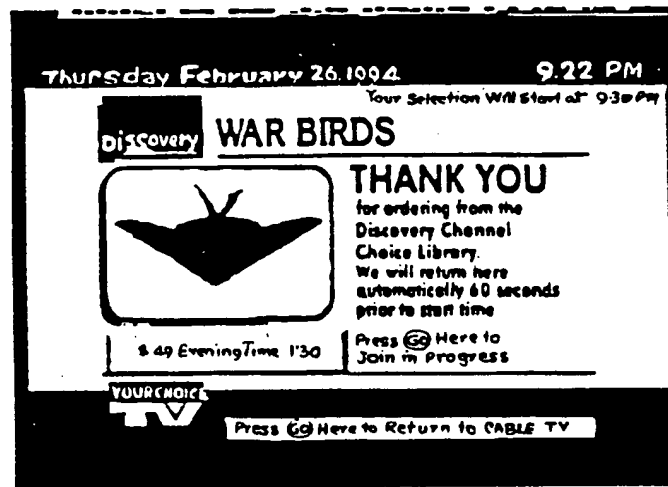 Thursday February 26.1994 9.22 PM
Your Selection Will Start at 9:30 PM
Discovery WAR BIRDS
THANK YOU
for ordering from the
Discovery Channel
Choice Library.
We will return here
automatically 60 seconds
prior to start time
$ .49 Evening Time 1'30
Press GO Here to
Join in Progress
YOUR CHOICE
TV
Press GO Here to Return to CABLE TV